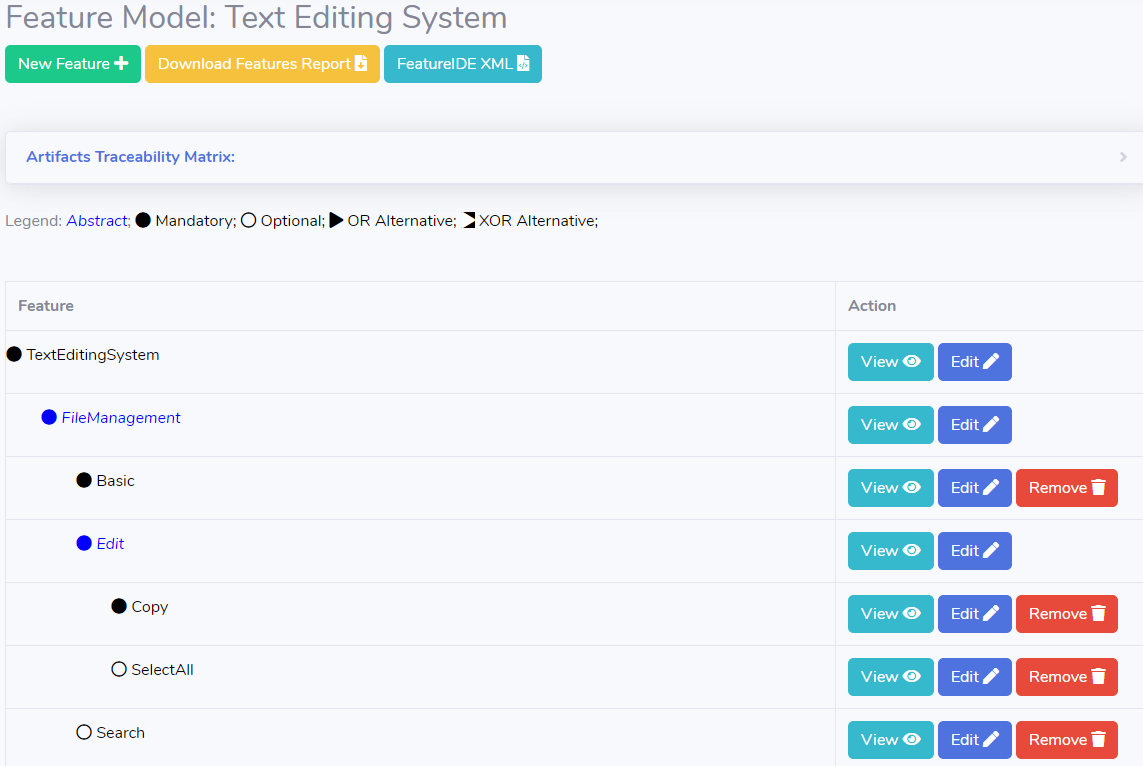 Feature Model: Text Editing System
New Feature Download Features Report FeatureIDE XML
Artifacts Traceability Matrix:
Legend: Abstract; Mandatory; Optional; OR Alternative; XOR Alternative;
Feature Action
TextEditingSystem View Edit
FileManagement View Edit
Basic View Edit Remove
Edit View Edit
Copy View Edit Remove
SelectAll View Edit Remove
Search View Edit Remove